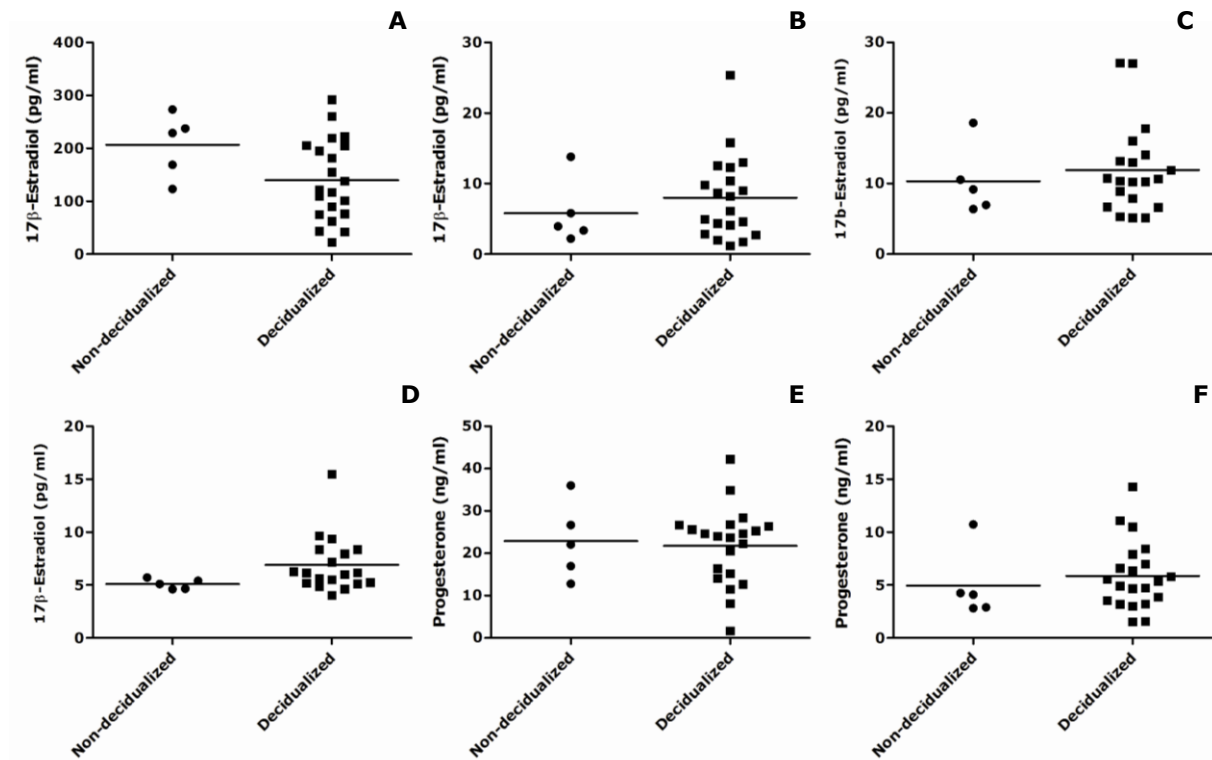 A
17β-Estradiol (pg/ml)
400
300
200
100
0
Non-decidualized
Decidualized
B
17β-Estradiol (pg/ml)
30
20
10
0
Non-decidualized
Decidualized
C
17b-Estradiol (pg/ml)
30
20
10
0
Non-decidualized
Decidualized
D
17β-Estradiol (pg/ml)
20
15
10
5
0
Non-decidualized
Decidualized
E
Progesterone (ng/ml)
50
40
30
20
10
0
Non-decidualized
Decidualized
F
Progesterone (ng/ml)
20
15
10
5
0
Non-decidualized
Decidualized